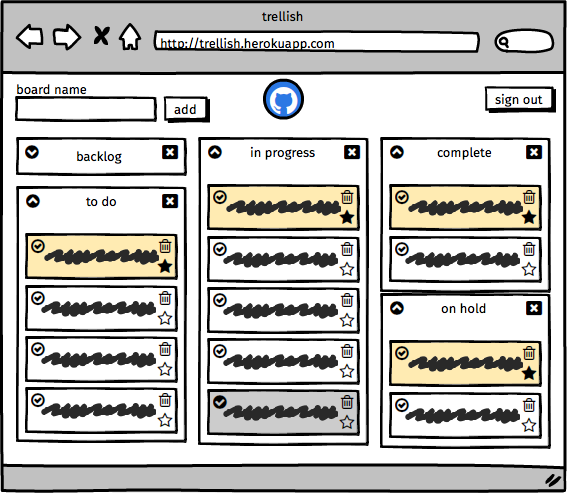 trellish
http://trellish.herokuapp.com
board name
add
sign out
backlog
in progress
complete
to do
on hold